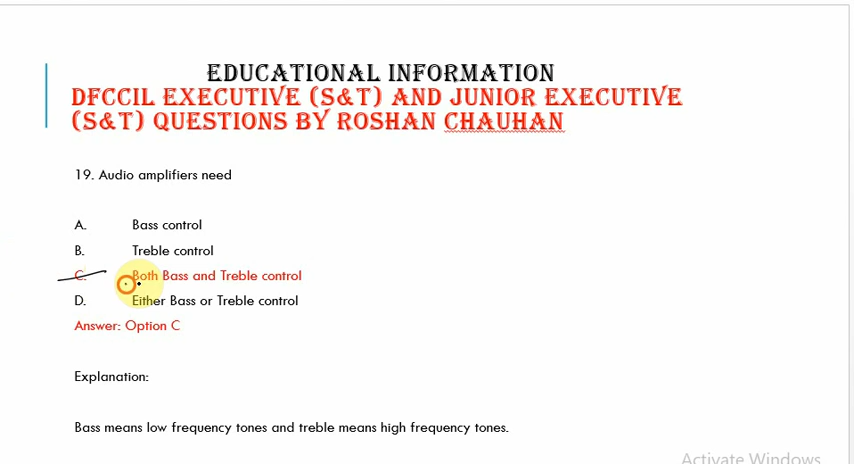 EDUCATIONAL INFORMATION
DFCCIL EXECUTIVE (S&T) AND JUNIOR EXECUTIVE
(S&T) QUESTIONS BY ROSHAN CHAUHAN
19. Audio amplifiers need
A. Bass control
B. Treble control
C. Both Bass and Treble control
D. Either Bass or Treble control
Answer: Option C
Explanation:
Bass means low frequency tones and treble means high frequency tones.
Activate Windows